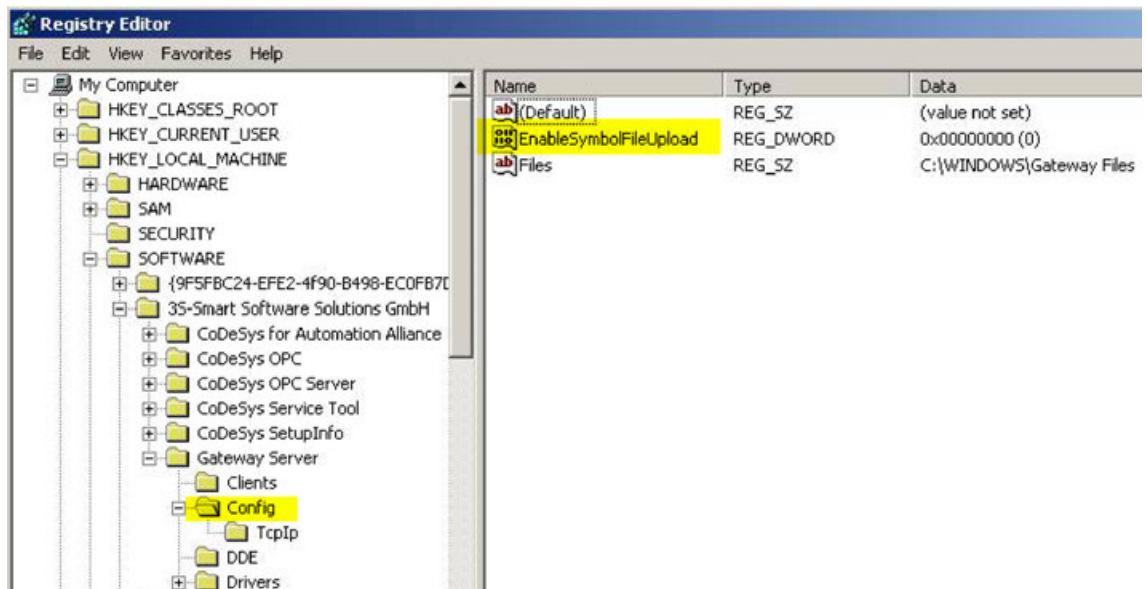 Registry Editor
File Edit View Favorites Help
My Computer
HKEY_CLASSES_ROOT
HKEY_CURRENT_USER
HKEY_LOCAL_MACHINE
HARDWARE
SAM
SECURITY
SOFTWARE
{9F5FBC24-EFE2-4f90-B498-EC0FB7D
3S-Smart Software Solutions GmbH
CoDeSys for Automation Alliance
CoDeSys OPC
CoDeSys OPC Server
CoDeSys Service Tool
CoDeSys SetupInfo
Gateway Server
Clients
Config
TcpIp
DDE
Drivers
Name Type Data
(Default) REG_SZ (value not set)
EnableSymbolFileUpload REG_DWORD 0x00000000 (0)
Files REG_SZ C:\WINDOWS\Gateway Files